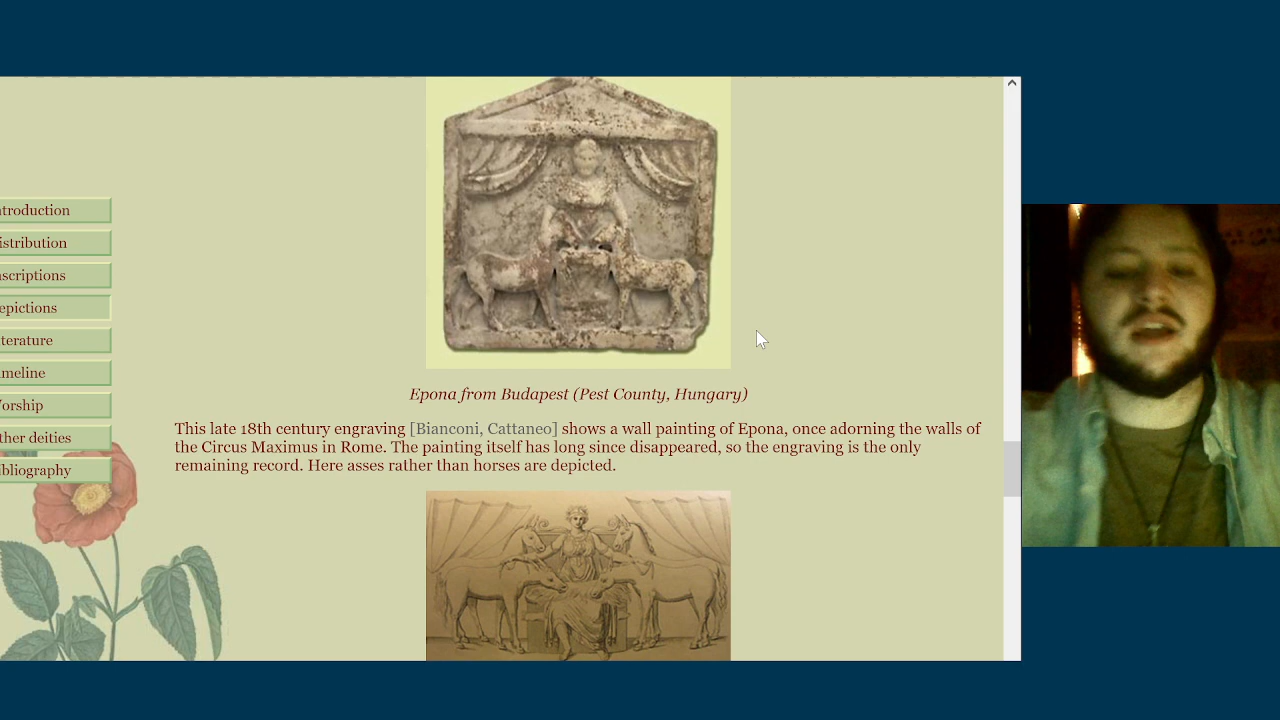 ntroduction
istribution
scriptions
epictions
terature
meline
orship
ther deities
bliography
Epona from Budapest (Pest County, Hungary)
This late 18th century engraving [Bianconi, Cattaneo] shows a wall painting of Epona, once adorning the walls of
the Circus Maximus in Rome. The painting itself has long since disappeared, so the engraving is the only
remaining record. Here asses rather than horses are depicted.